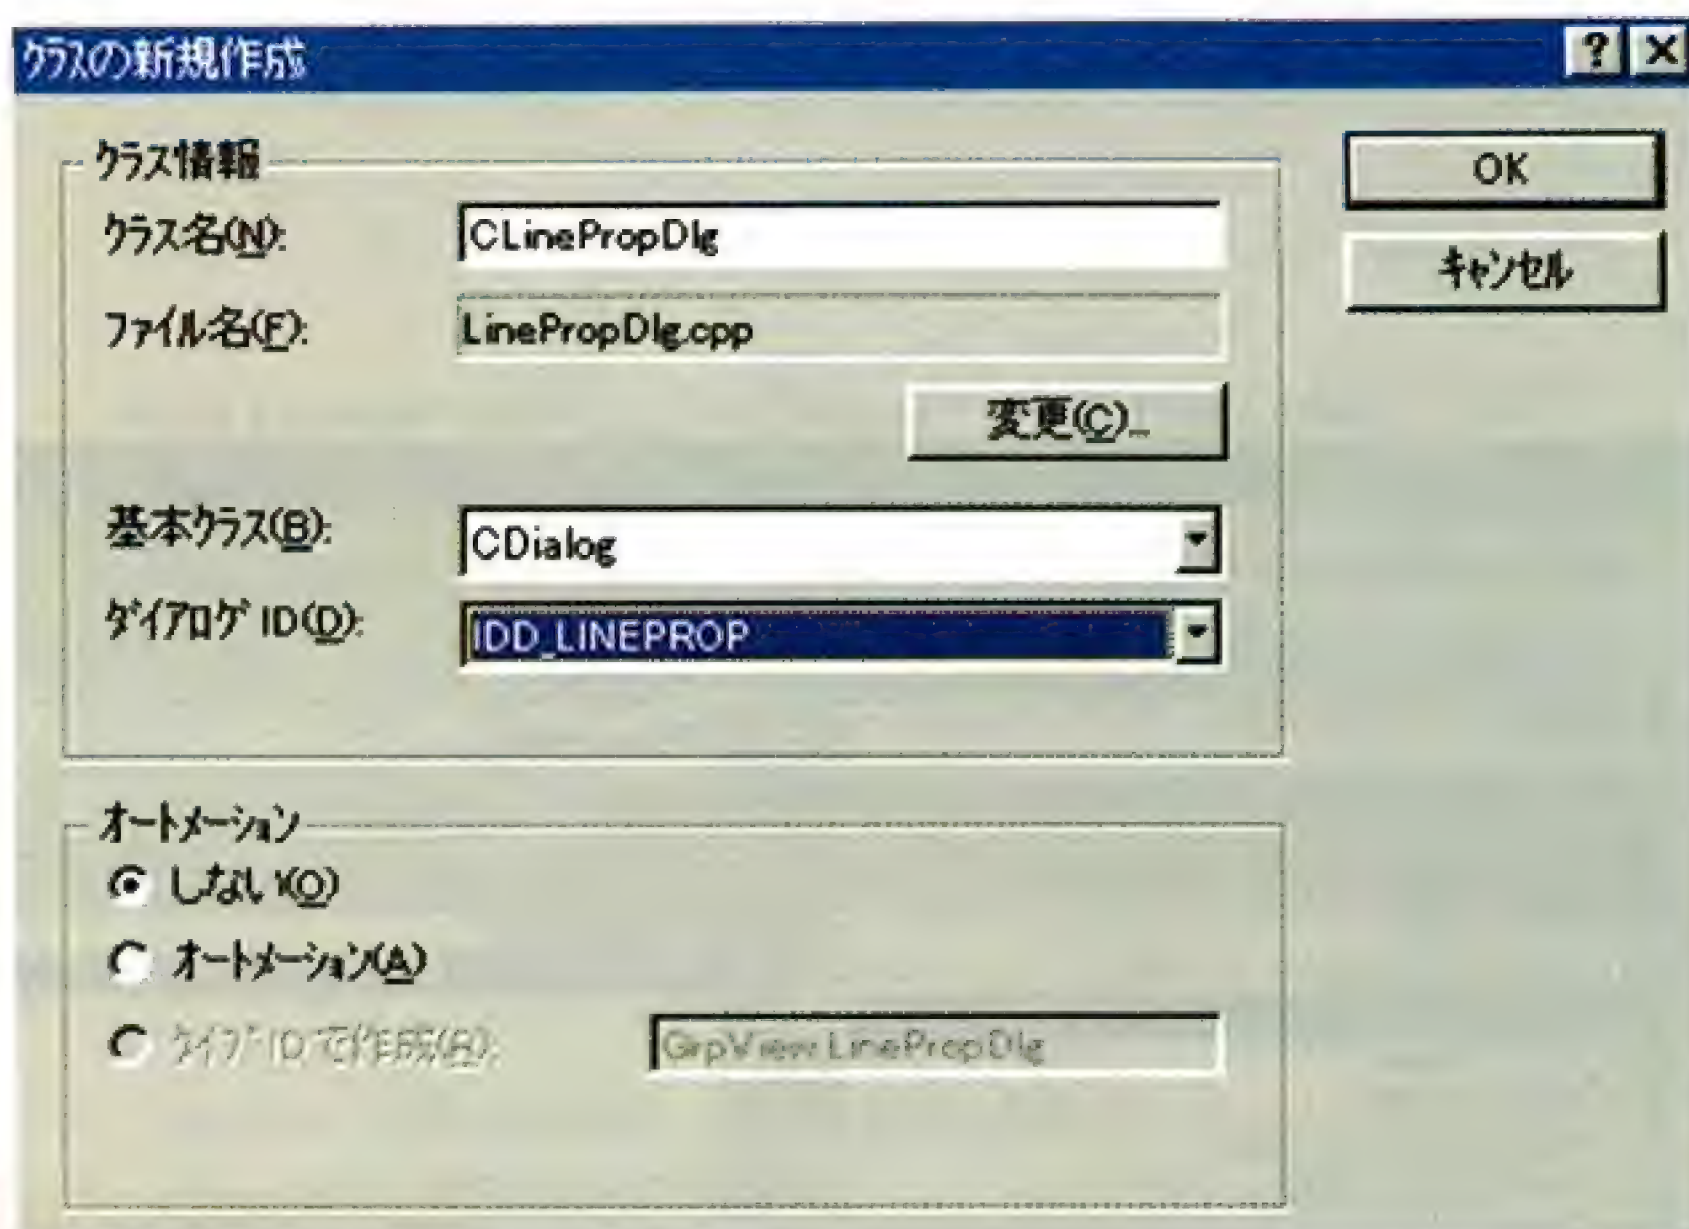 クラスの新規作成
クラス情報
クラス名(N):
CLinePropDlg
ファイル名(F):
LinePropDlg.cpp
変更(C)...
基本クラス(B):
CDialog
ダイアログ ID(D):
IDD_LINEPROP
OK
キャンセル
オートメーション
しない(O)
オートメーション(A)
タイプ ID で作成(R):
GrpView.LinePropDlg